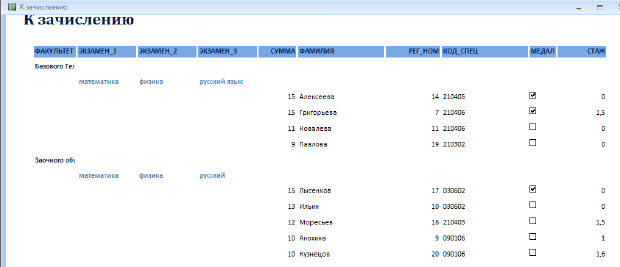 К зачислению
К зачислению
ФАКУЛЬТЕТ ЭКЗАМЕН_1 ЭКЗАМЕН_2 ЭКЗАМЕН_3 СУММА ФАМИЛИЯ РЕГ_НОМ КОД_СПЕЦ МЕДАЛ СТАЖ
Базового Тел
математика физика русский язык
15 Алексеева 14 210405 0
15 Григорьева 7 210406 1,5
11 Ковалева 11 210406 0
9 Павлова 19 210302 0
Заочного обу
математика физика русский
15 Лысенков 17 030602 0
13 Ильин 10 030602 0
12 Моресьев 16 210405 1,5
10 Анохина 9 090106 1
10 Кузнецов 20 090106 1,6